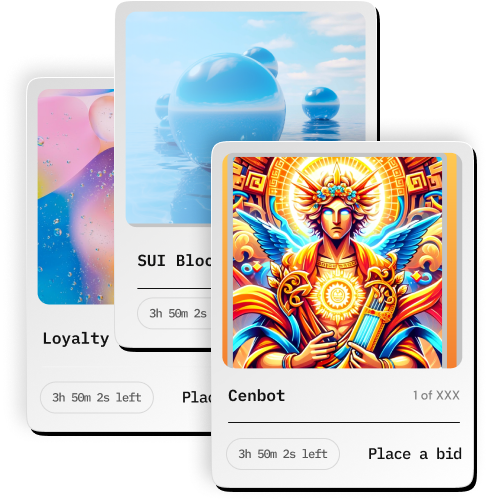 SUI Bloc
3h 50m 2s
Loyalty
3h 50m 2s left
Plac
Cenbot
1 of XXX
3h 50m 2s left
Place a bid